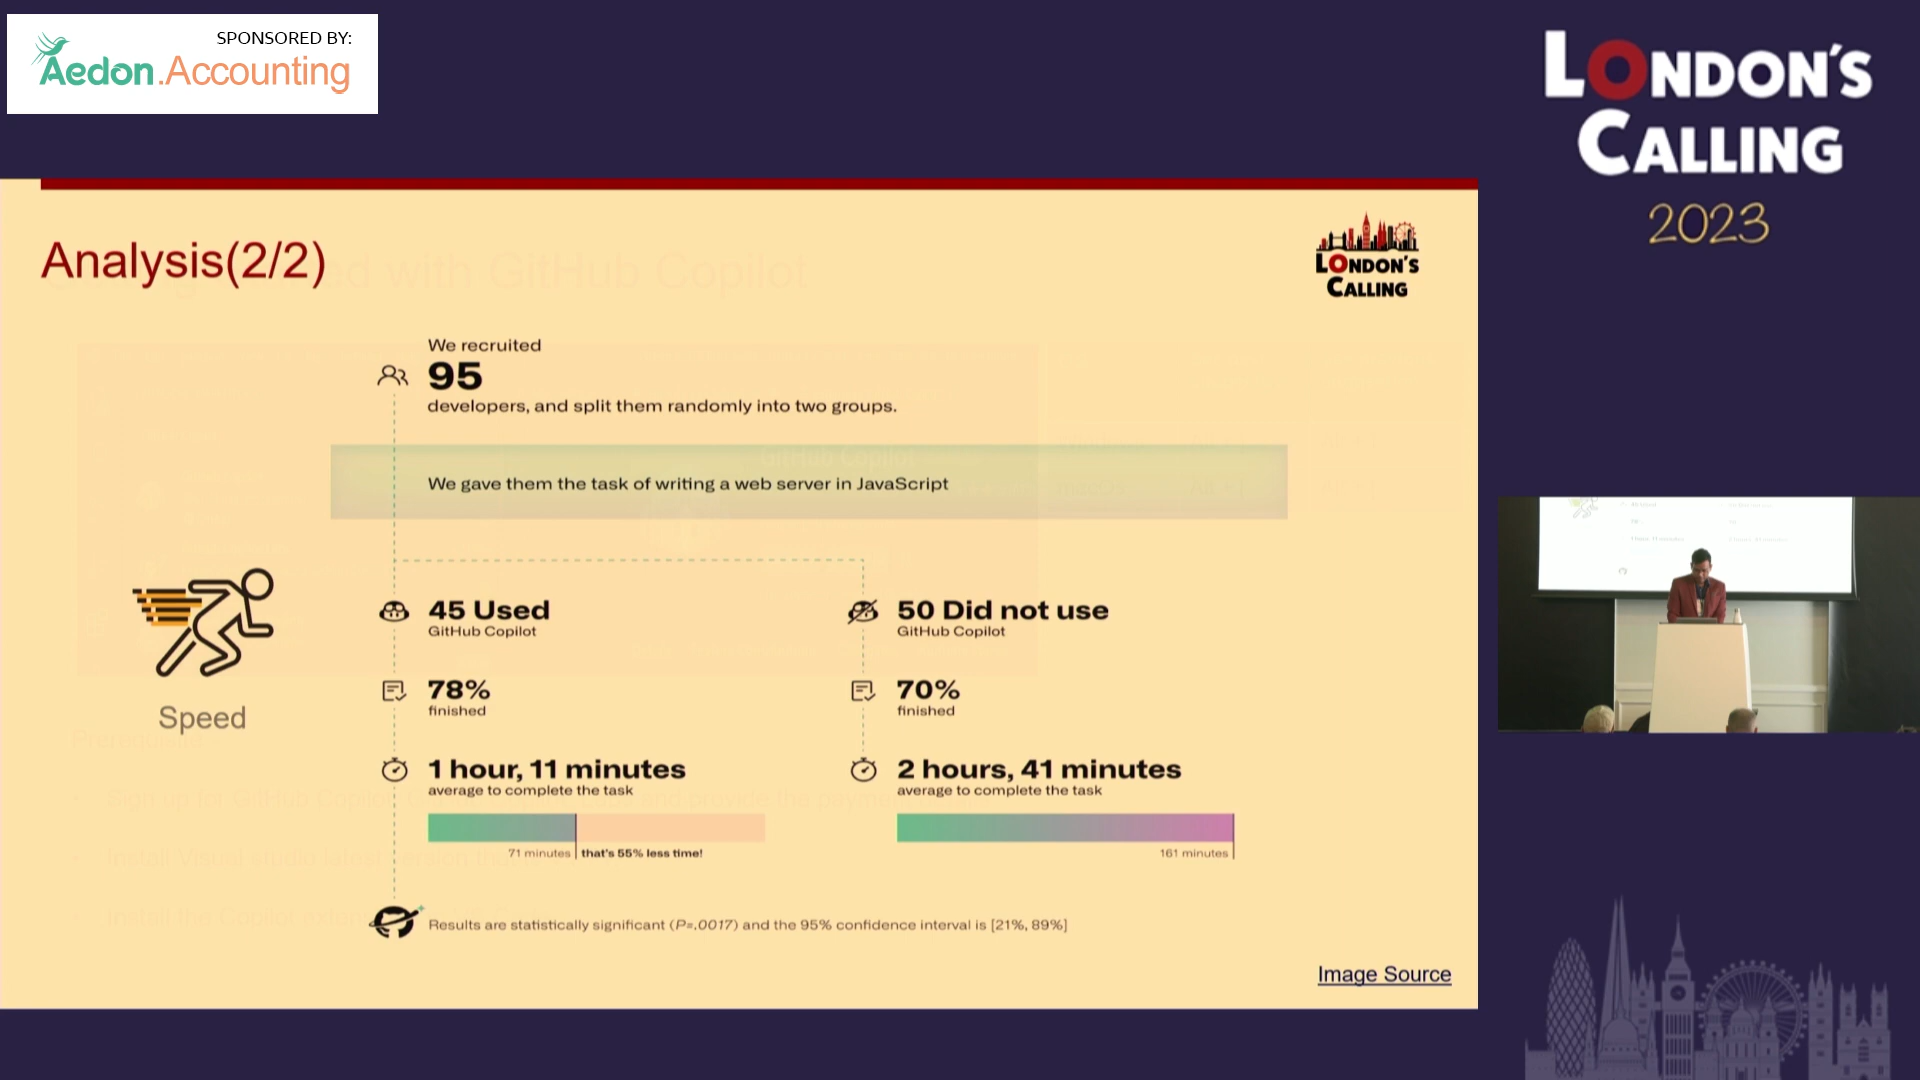 SPONSORED BY:
Aedon.Accounting
LONDON'S
CALLING
2023
Analysis(2/2)
LONDON'S
CALLING
We recruited
95
developers, and split them randomly into two groups.
We gave them the task of writing a web server in JavaScript
45 Used
GitHub Copilot
50 Did not use
GitHub Copilot
78%
finished
70%
finished
Speed
1 hour, 11 minutes
average to complete the task
2 hours, 41 minutes
average to complete the task
71 minutes
that's 55% less time!
161 minutes
Results are statistically significant (P=.0017) and the 95% confidence interval is [21%, 89%]
Image Source